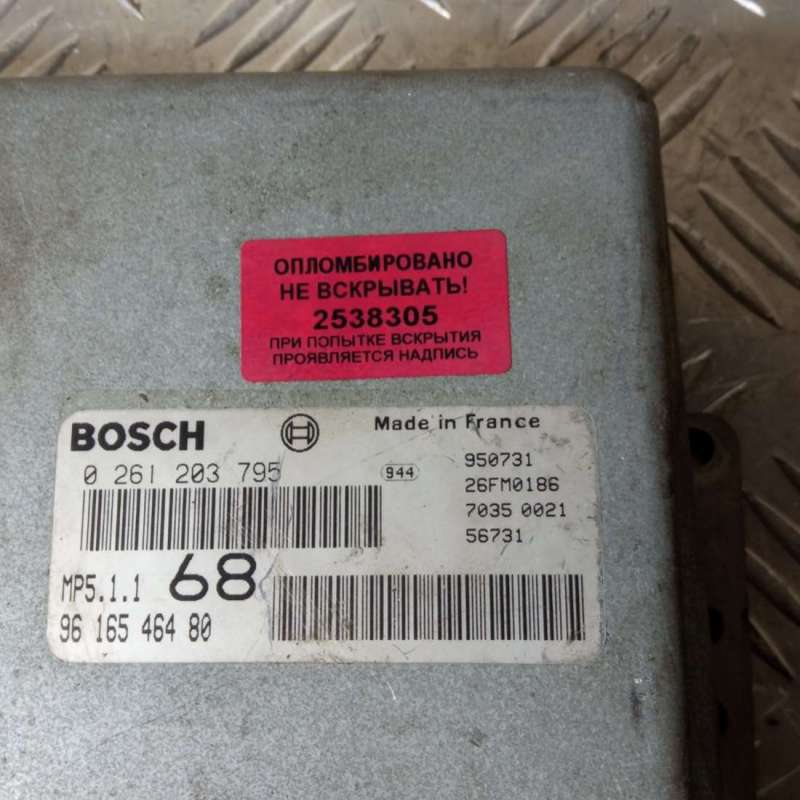 ОПЛОМБИРОВАНО
НЕ ВСКРЫВАТЬ!
2538305
ПРИ ПОПЫТКЕ ВСКРЫТИЯ
ПРОЯВЛЯЕТСЯ НАДПИСЬ
BOSCH Made in France
0 261 203 795 944 950731
26FM0186
7035 0021
56731
MP5.1.1 68
96 165 464 80